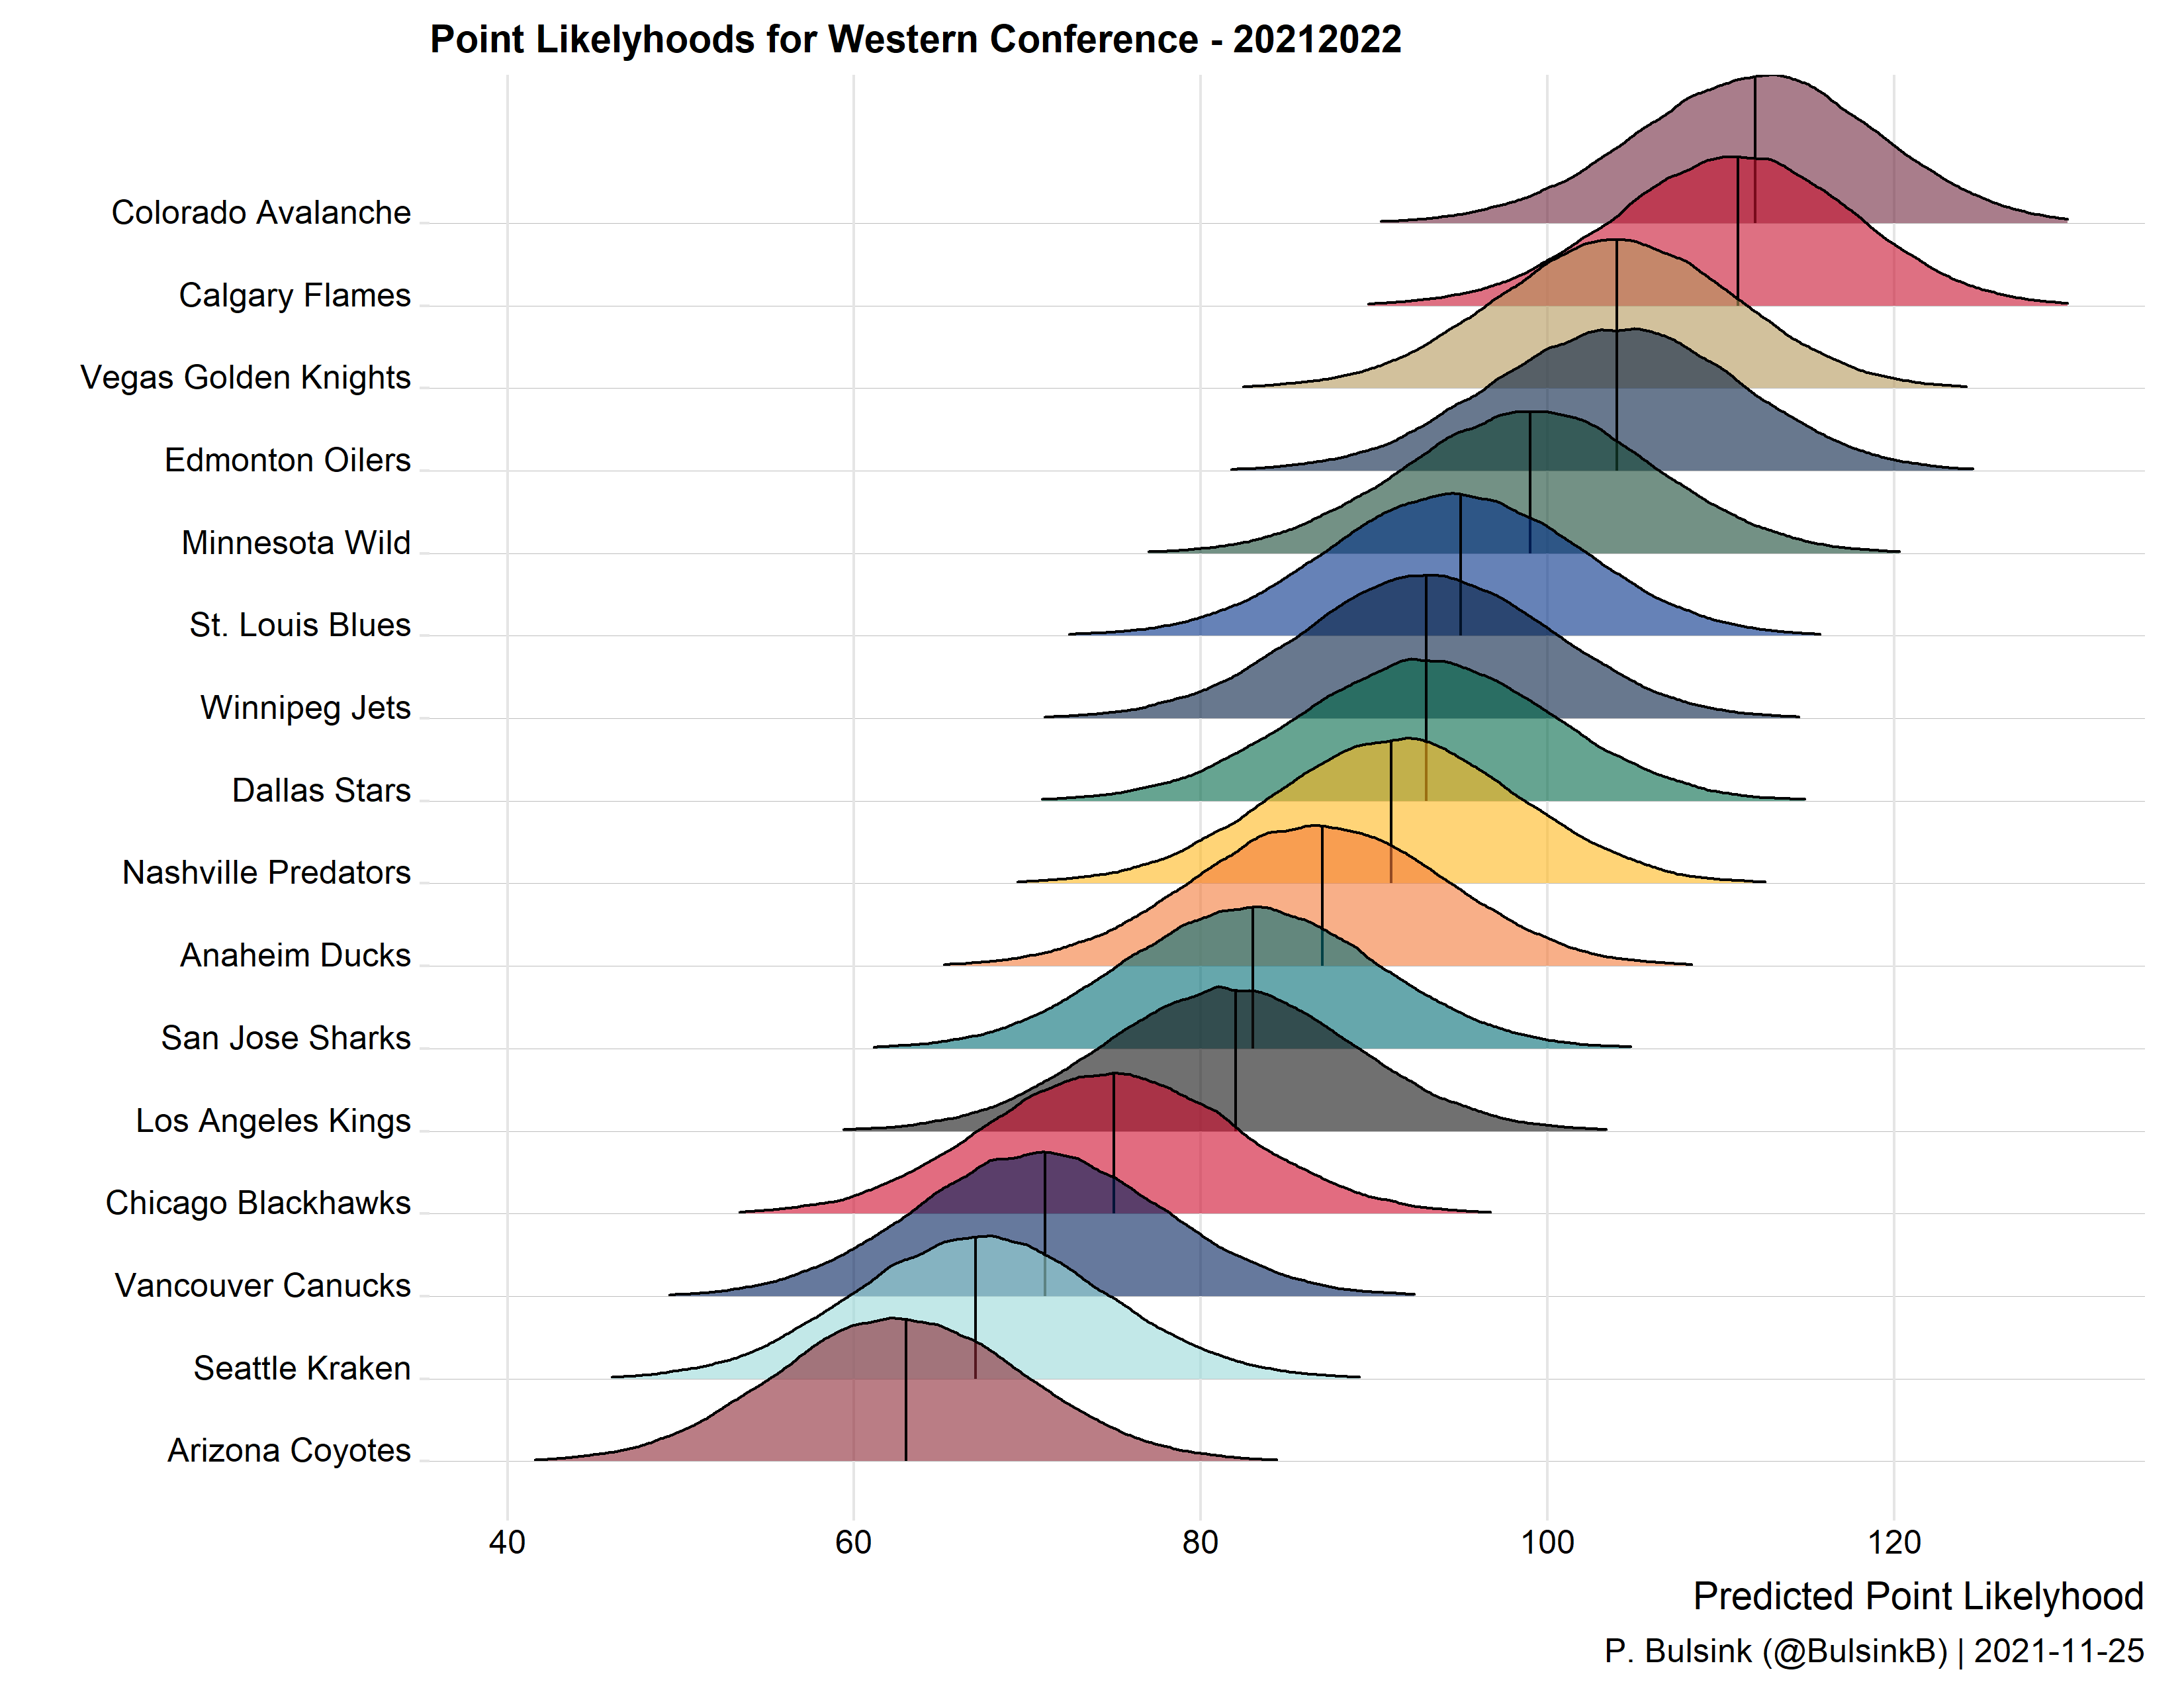 Point Likelyhoods for Western Conference - 20212022
Colorado Avalanche
Calgary Flames
Vegas Golden Knights
Edmonton Oilers
Minnesota Wild
St. Louis Blues
Winnipeg Jets
Dallas Stars
Nashville Predators
Anaheim Ducks
San Jose Sharks
Los Angeles Kings
Chicago Blackhawks
Vancouver Canucks
Seattle Kraken
Arizona Coyotes
40 60 80 100 120
Predicted Point Likelyhood
P. Bulsink (@BulsinkB) | 2021-11-25